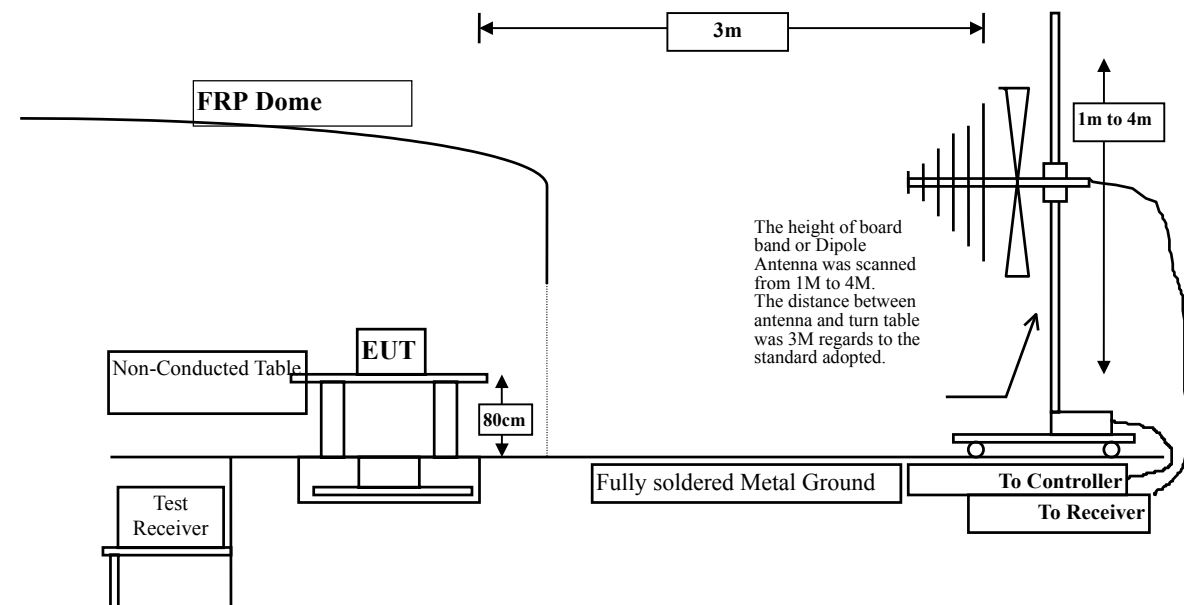 3m
FRP Dome
1m to 4m
The height of board
band or Dipole
Antenna was scanned
from 1M to 4M.
The distance between
antenna and turn table
was 3M regards to the
standard adopted.
EUT
Non-Conducted Table
80cm
Fully soldered Metal Ground
To Controller
To Receiver
Test
Receiver